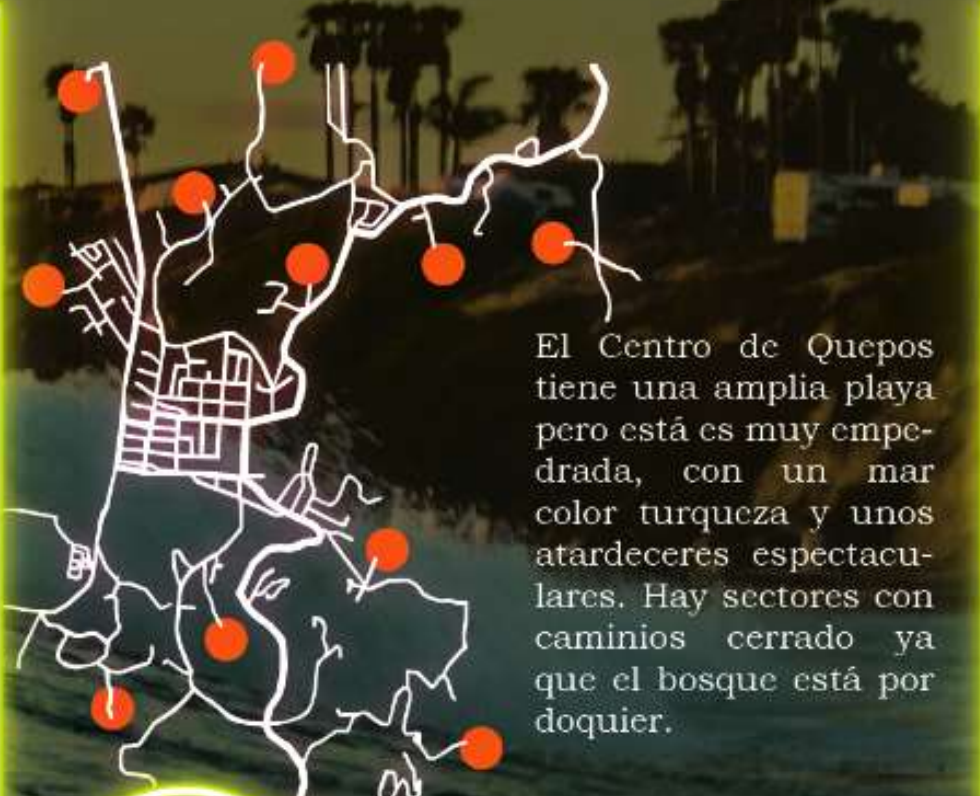 El Centro de Quepos
tiene una amplia playa
pero está es muy empe-
drada, con un mar
color turqueza y unos
atardeceres espectacu-
lares. Hay sectores con
caminios cerrado ya
que el bosque está por
doquier.